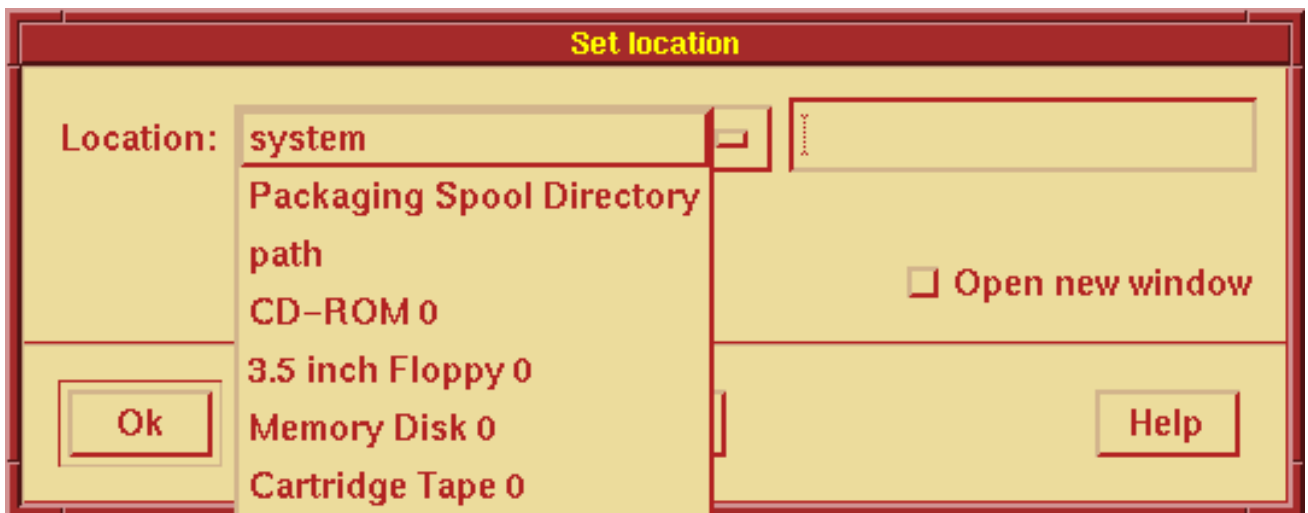 Set location
Location: system
Packaging Spool Directory
path
CD-ROM 0
Open new window
3.5 inch Floppy 0
Memory Disk 0
Cartridge Tape 0
Ok
Help